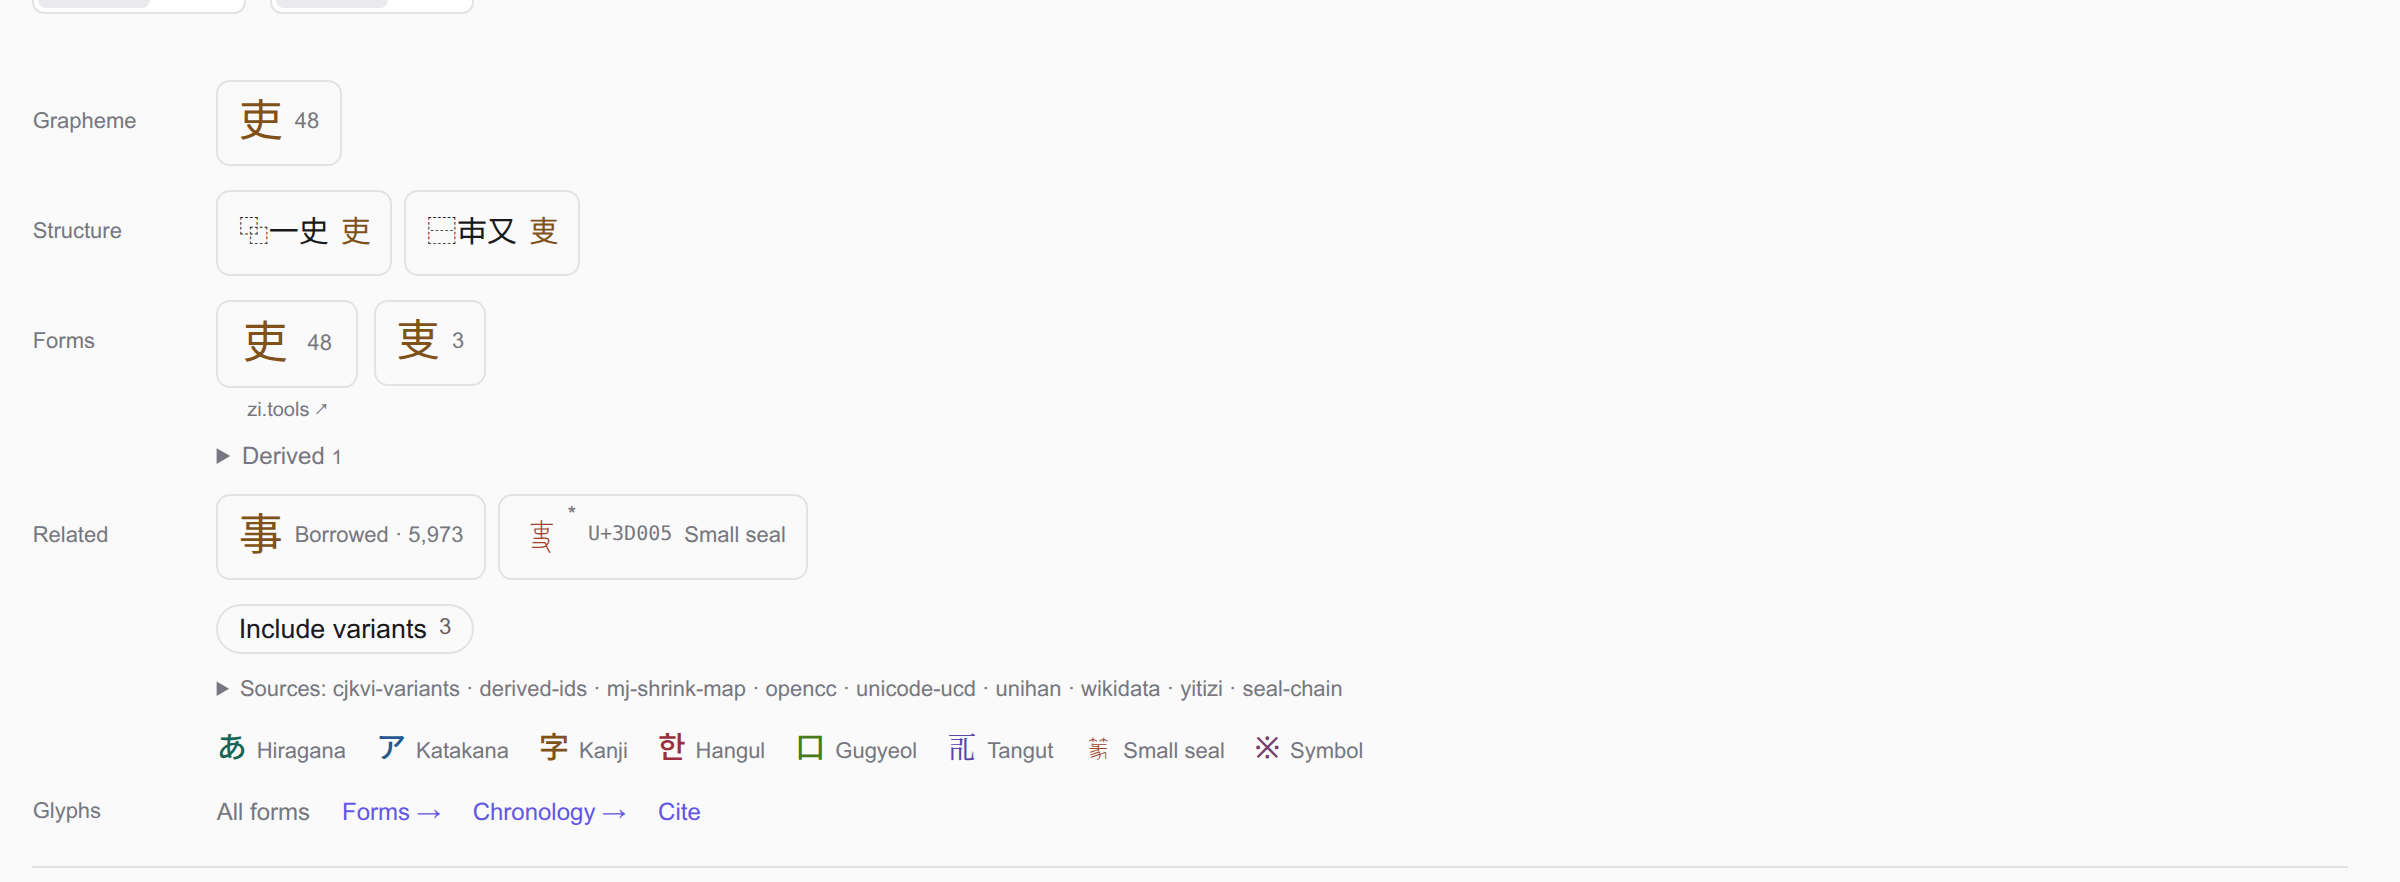 Grapheme 吏 48
Structure ⿻一史 吏 ⿱㠪又 𠭏
Forms 吏 48 3
zi.tools ↗
▶ Derived 1
Related 事 Borrowed · 5,973 * U+3D005 Small seal
Include variants 3
▶ Sources: cjkvi-variants · derived-ids · mj-shrink-map · opencc · unicode-ucd · unihan · wikidata · yitizi · seal-chain
あ Hiragana ア Katakana 字 Kanji 한 Hangul 口 Gugyeol Tangut 篆 Small seal ※ Symbol
Glyphs All forms Forms → Chronology → Cite